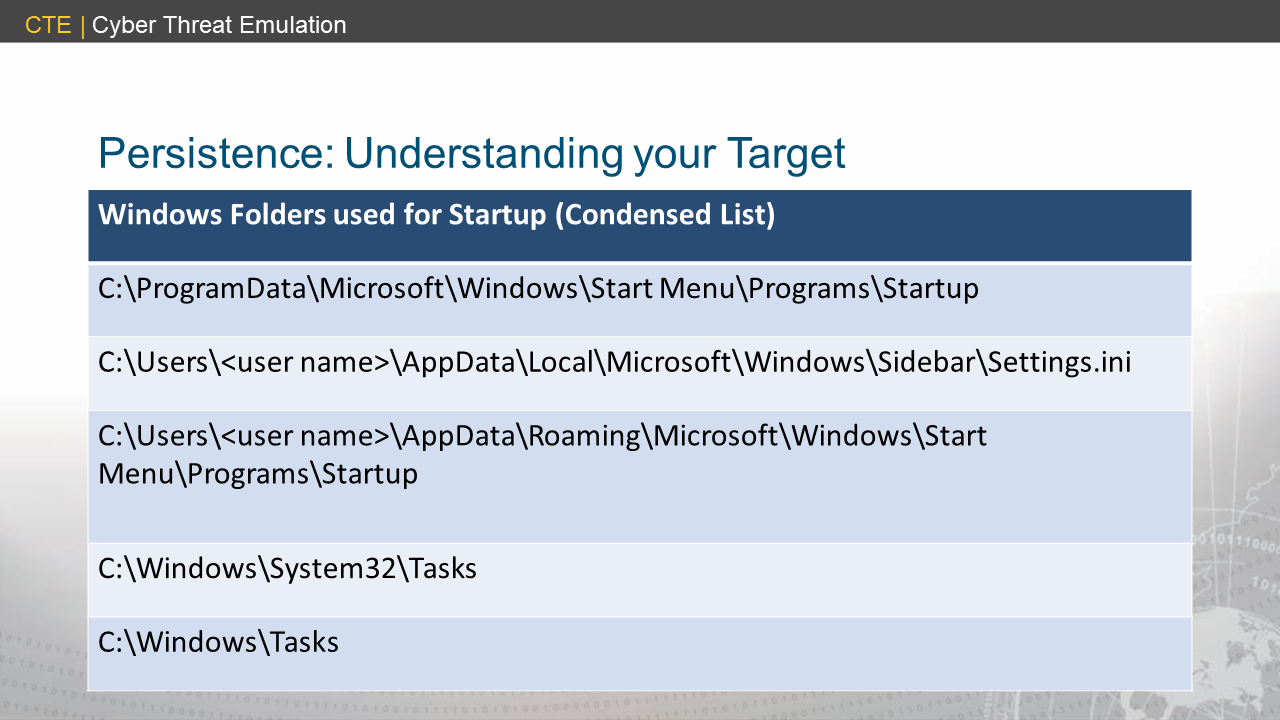 CTE | Cyber Threat Emulation
Persistence: Understanding your Target
Windows Folders used for Startup (Condensed List)
C:\ProgramData\Microsoft\Windows\Start Menu\Programs\Startup
C:\Users\<user name>\AppData\Local\Microsoft\Windows\Sidebar\Settings.ini
C:\Users\<user name>\AppData\Roaming\Microsoft\Windows\Start
Menu\Programs\Startup
C:\Windows\System32\Tasks
C:\Windows\Tasks